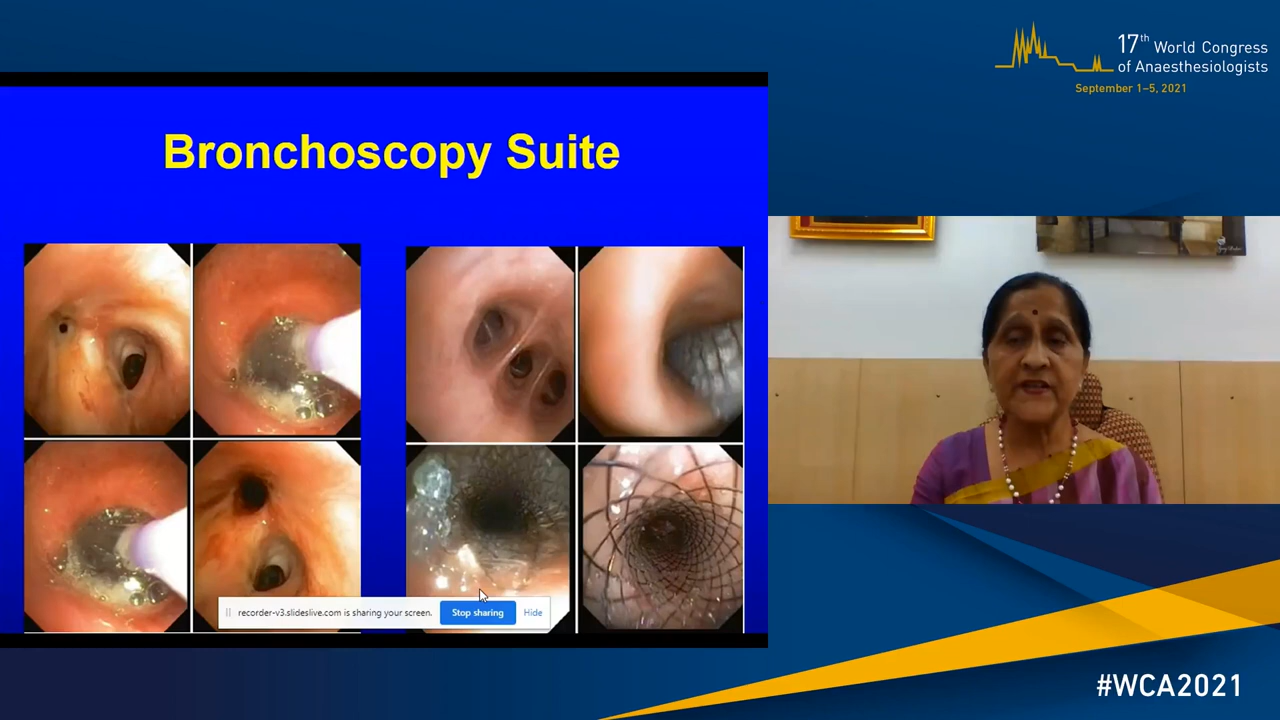 17th World Congress
of Anaesthesiologists
September 1–5, 2021
Bronchoscopy Suite
recorder-v3.slideslive.com is sharing your screen.
Stop sharing
Hide
#WCA2021